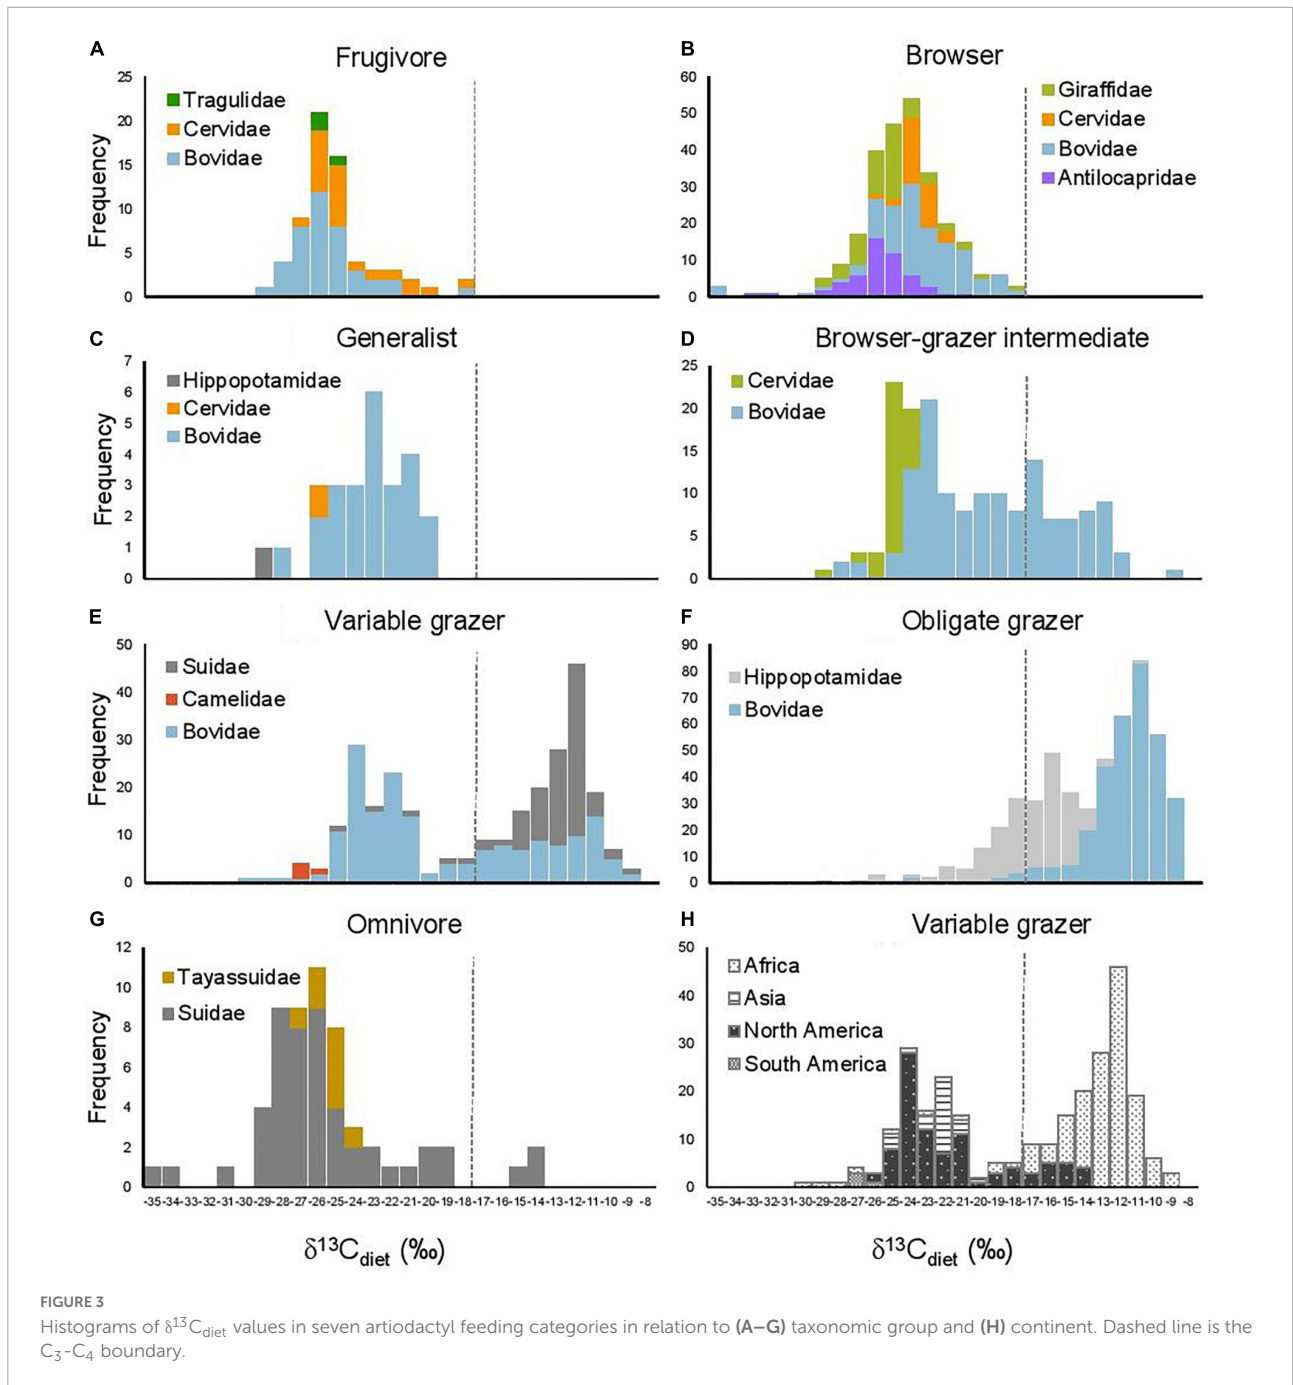 A
Frugivore
25
20
15
10
5
0
Frequency
Tragulidae
Cervidae
Bovidae
B
Browser
60
50
40
30
20
10
0
Giraffidae
Cervidae
Bovidae
Antilocapridae
C
Generalist
7
6
5
4
3
2
1
0
Frequency
Hippopotamidae
Cervidae
Bovidae
D
Browser-grazer intermediate
25
20
15
10
5
0
Cervidae
Bovidae
E
Variable grazer
50
40
30
20
10
0
Frequency
Suidae
Camelidae
Bovidae
F
Obligate grazer
90
80
70
60
50
40
30
20
10
0
Hippopotamidae
Bovidae
G
Omnivore
12
10
8
6
4
2
0
Frequency
Tayassuidae
Suidae
-35 -34 -33 -32 -31 -30 -29 -28 -27 -26 -25 -24 -23 -22 -21 -20 -19 -18 -17 -16 -15 -14 -13 -12 -11 -10 -9 -8
δ¹³C_diet (‰)
H
Variable grazer
50
40
30
20
10
0
Africa
Asia
North America
South America
-35 -34 -33 -32 -31 -30 -29 -28 -27 -26 -25 -24 -23 -22 -21 -20 -19 -18 -17 -16 -15 -14 -13 -12 -11 -10 -9 -8
δ¹³C_diet (‰)
FIGURE 3
Histograms of δ¹³C_diet values in seven artiodactyl feeding categories in relation to (A–G) taxonomic group and (H) continent. Dashed line is the
C₃-C₄ boundary.